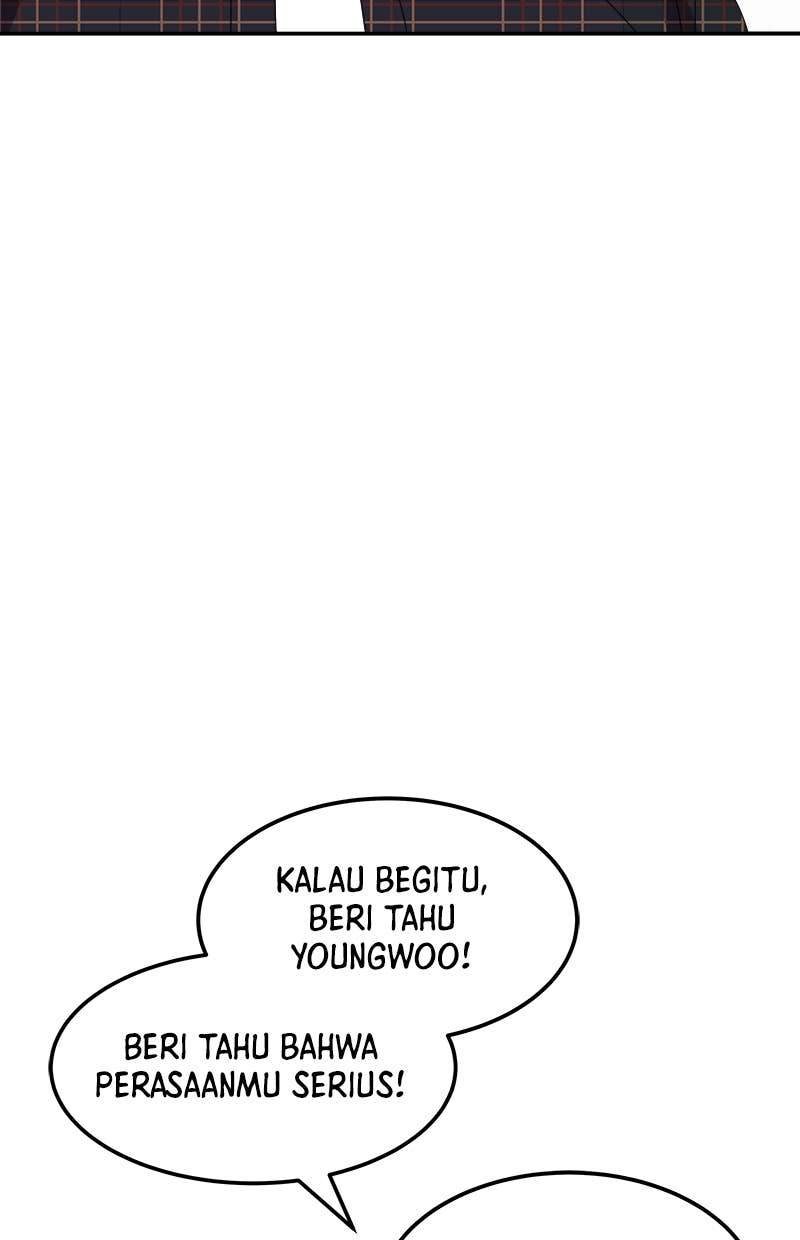 KALAU BEGITU,
BERI TAHU
YOUNGWOO!
BERI TAHU BAHWA
PERASAANMU SERIUS!